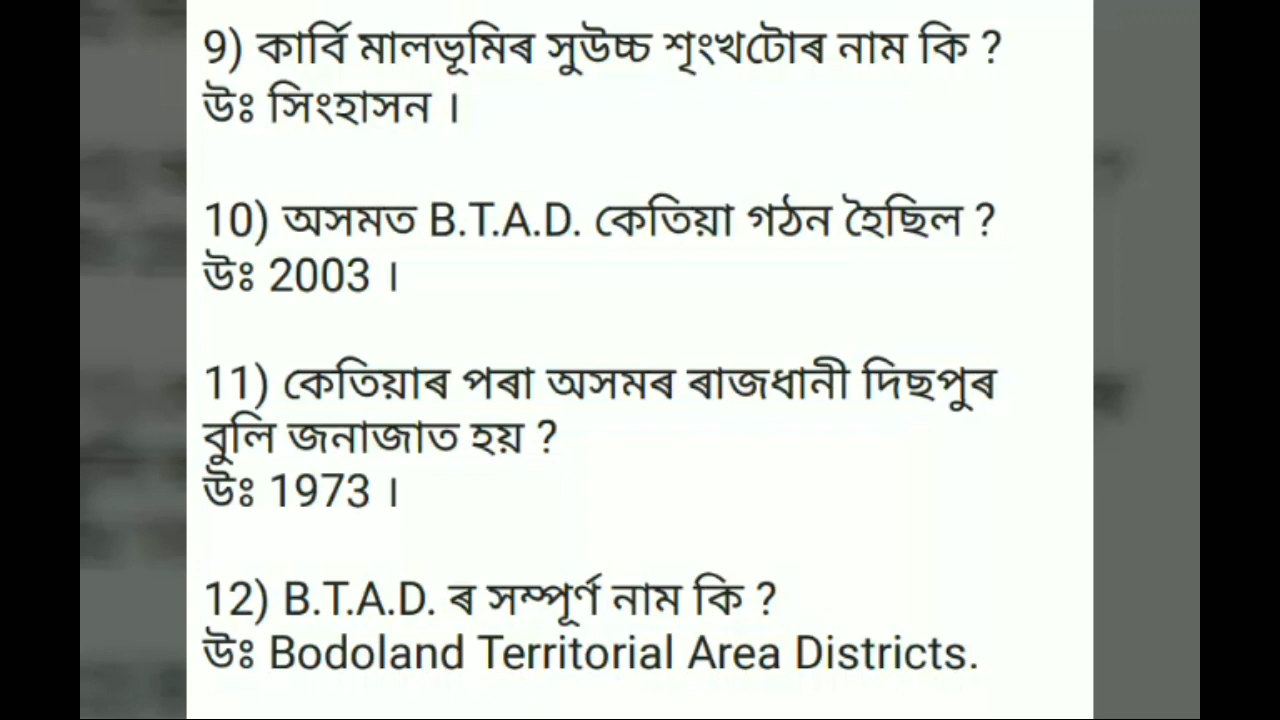 9) কাৰ্বি মালভূমিৰ সুউচ্চ শৃংখটোৰ নাম কি ?
উঃ সিংহাসন ।
10) অসমত B.T.A.D. কেতিয়া গঠন হৈছিল ?
উঃ 2003 ।
11) কেতিয়াৰ পৰা অসমৰ ৰাজধানী দিছপুৰ
বুলি জনাজাত হয় ?
উঃ 1973 ।
12) B.T.A.D. ৰ সম্পূৰ্ণ নাম কি ?
উঃ Bodoland Territorial Area Districts.